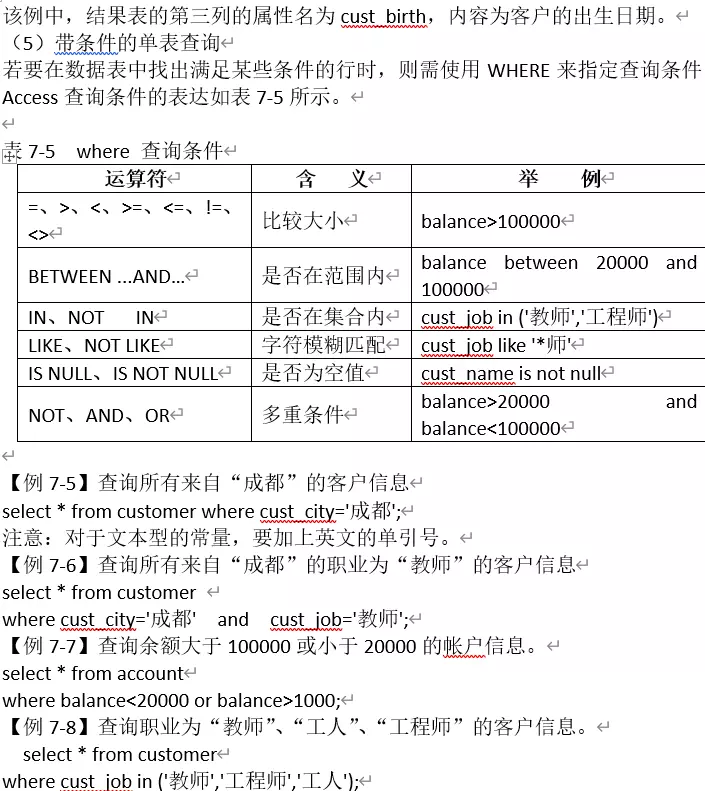 该例中，结果表的第三列的属性名为 cust_birth，内容为客户的出生日期。
（5）带条件的单表查询
若要在数据表中找出满足某些条件的行时，则需使用 WHERE 来指定查询条件
Access 查询条件的表达如表 7-5 所示。
表 7-5 where 查询条件
运算符 含 义 举 例
=、>、<、>=、<=、!=、
<>
比较大小
balance>100000
BETWEEN ...AND...
是否在范围内
balance between 20000 and
100000
IN、NOT IN 是否在集合内 cust_job in ('教师','工程师')
LIKE、NOT LIKE 字符模糊匹配 cust_job like '*师'
IS NULL、IS NOT NULL 是否为空值 cust_name is not null
NOT、AND、OR
多重条件
balance>20000 and
balance<100000
【例 7-5】查询所有来自“成都”的客户信息
select * from customer where cust_city='成都';
注意：对于文本型的常量，要加上英文的单引号。
【例 7-6】查询所有来自“成都”的职业为“教师”的客户信息
select * from customer
where cust_city='成都' and cust_job='教师';
【例 7-7】查询余额大于 100000 或小于 20000 的帐户信息。
select * from account
where balance<20000 or balance>1000;
【例 7-8】查询职业为“教师”、“工人”、“工程师”的客户信息。
select * from customer
where cust_job in ('教师','工程师','工人');